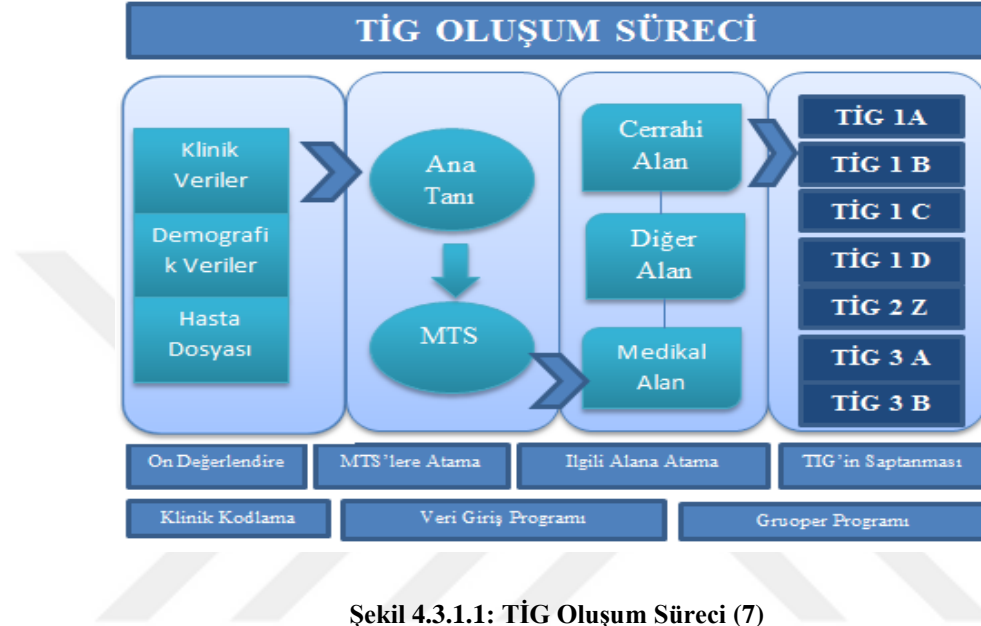 TİG OLUŞUM SÜRECİ
Klinik
Veriler
Demografi
k Veriler
Hasta
Dosyası
Ana
Tanı
MTS
Cerrahi
Alan
Diğer
Alan
Medikal
Alan
TİG 1A
TİG 1 B
TİG 1 C
TİG 1 D
TİG 2 Z
TİG 3 A
TİG 3 B
On Değerlendire
MTS'lere Atama
Ilgili Alana Atama
TIG'in Saptanması
Klinik Kodlama
Veri Giriş Programı
Gruoper Programı
Şekil 4.3.1.1: TİG Oluşum Süreci (7)